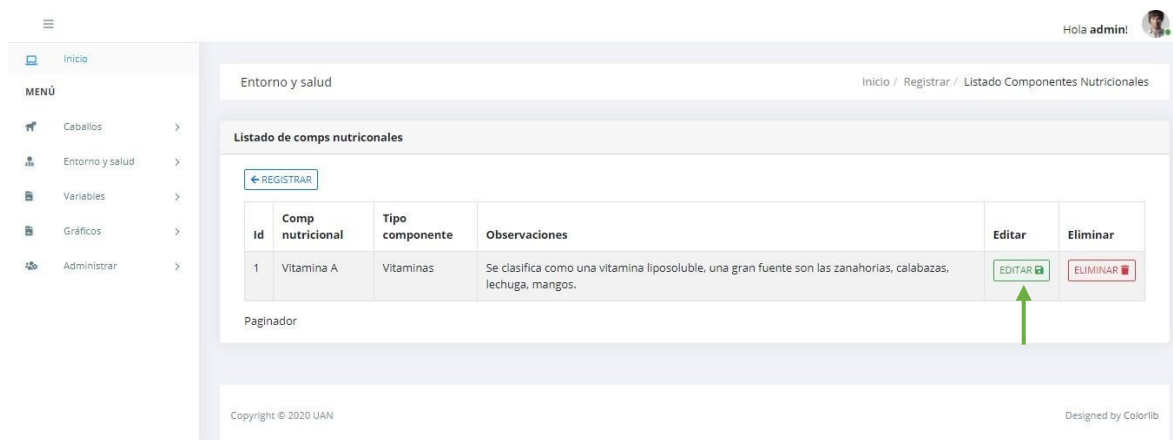 Hola admin!
Inicio
MENÚ
Caballos
Entorno y salud
Variables
Gráficos
Administrar
Entorno y salud
Inicio / Registrar / Listado Componentes Nutricionales
Listado de comps nutriconales
REGISTRAR
Id
Comp
nutricional
Tipo
componente
Observaciones
Editar
Eliminar
1
Vitamina A
Vitaminas
Se clasifica como una vitamina liposoluble, una gran fuente son las zanahorias, calabazas,
lechuga, mangos.
EDITAR
ELIMINAR
Paginador
Copyright © 2020 UAN
Designed by Colorlib